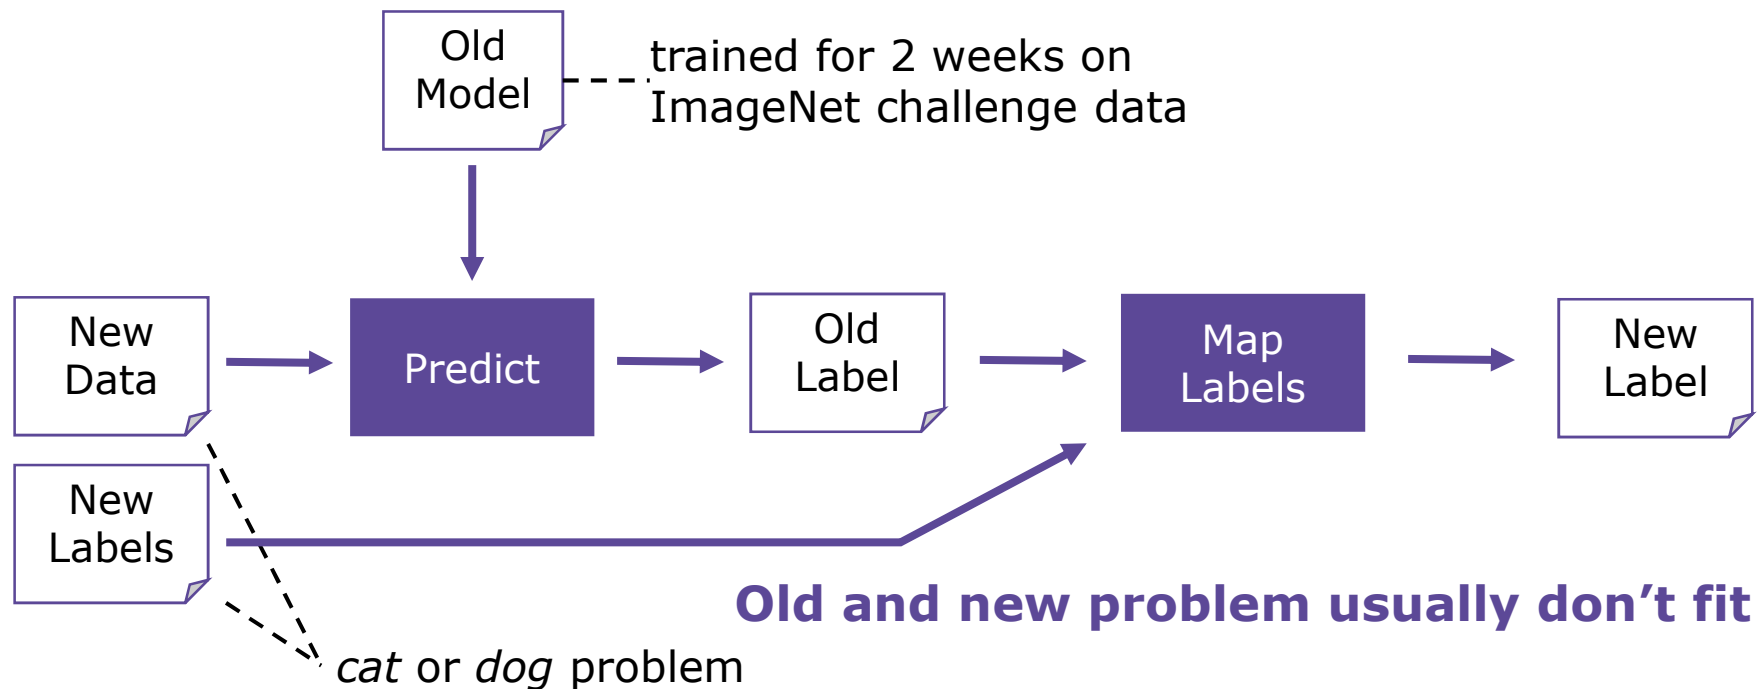 Old
Model
trained for 2 weeks on
ImageNet challenge data
New
Data
Predict
Old
Label
Map
Labels
New
Label
New
Labels
Old and new problem usually don’t fit
cat or dog problem